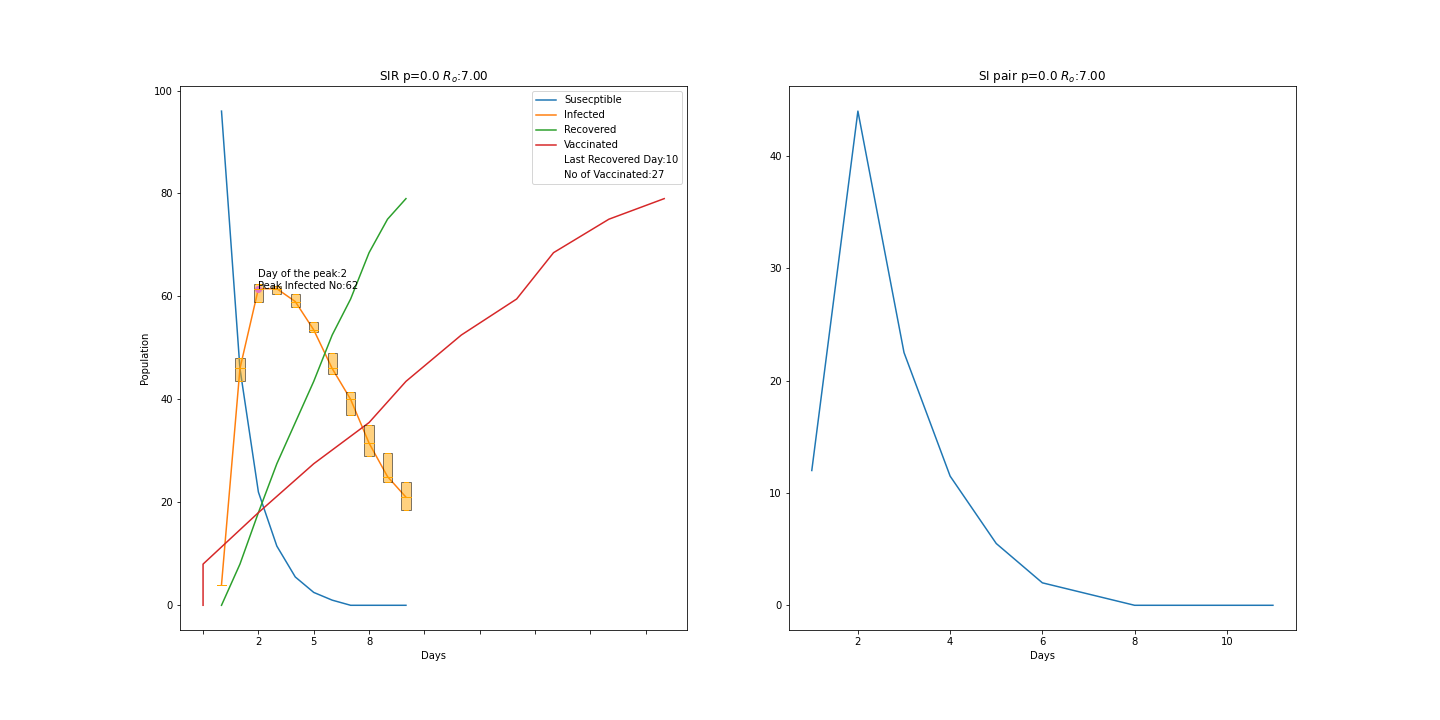 SIR p=0.0 Rₒ:7.00
100
80
60
40
20
0
Population
Susecptible
Infected
Recovered
Vaccinated
Last Recovered Day:10
No of Vaccinated:27
Day of the peak:2
Peak Infected No:62
2 5 8
Days
SI pair p=0.0 Rₒ:7.00
40
30
20
10
0
2 4 6 8 10
Days